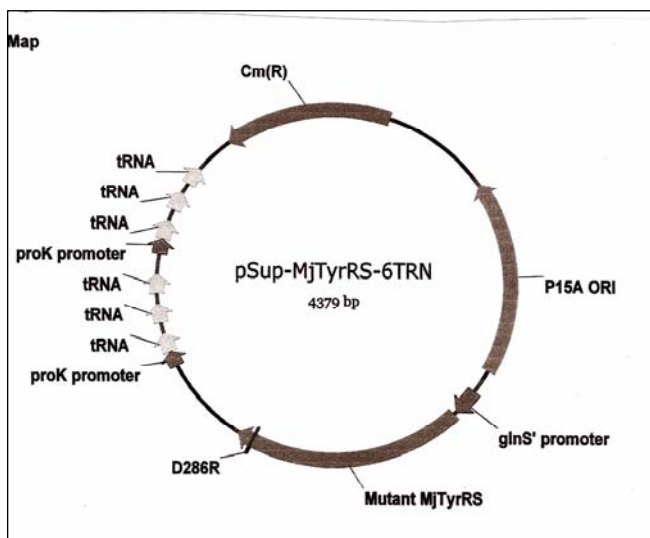 Map
Cm(R)
tRNA
tRNA
tRNA
proK promoter
tRNA
tRNA
tRNA
proK promoter
pSup-MjTyrRS-6TRN
4379 bp
P15A ORI
glnS' promoter
D286R
Mutant MjTyrRS